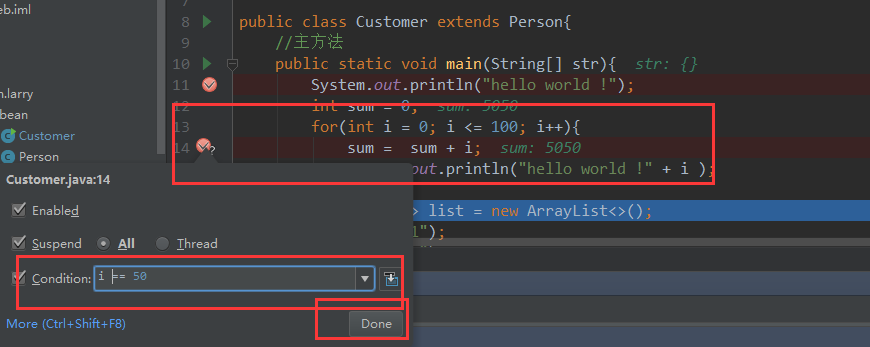 eb.iml
n.larry
bean
Customer
Person
7
8 public class Customer extends Person{
9 //主方法
10 public static void main(String[] str){ str: {}
11 System.out.println("hello world !");
12 int sum = 0; sum: 5050
13 for(int i = 0; i <= 100; i++){
14 sum = sum + i; sum: 5050
out.println("hello world !" + i );
> list = new ArrayList<>();
1");
?
Customer.java:14
Enabled
Suspend All Thread
Condition: i == 50
More (Ctrl+Shift+F8) Done